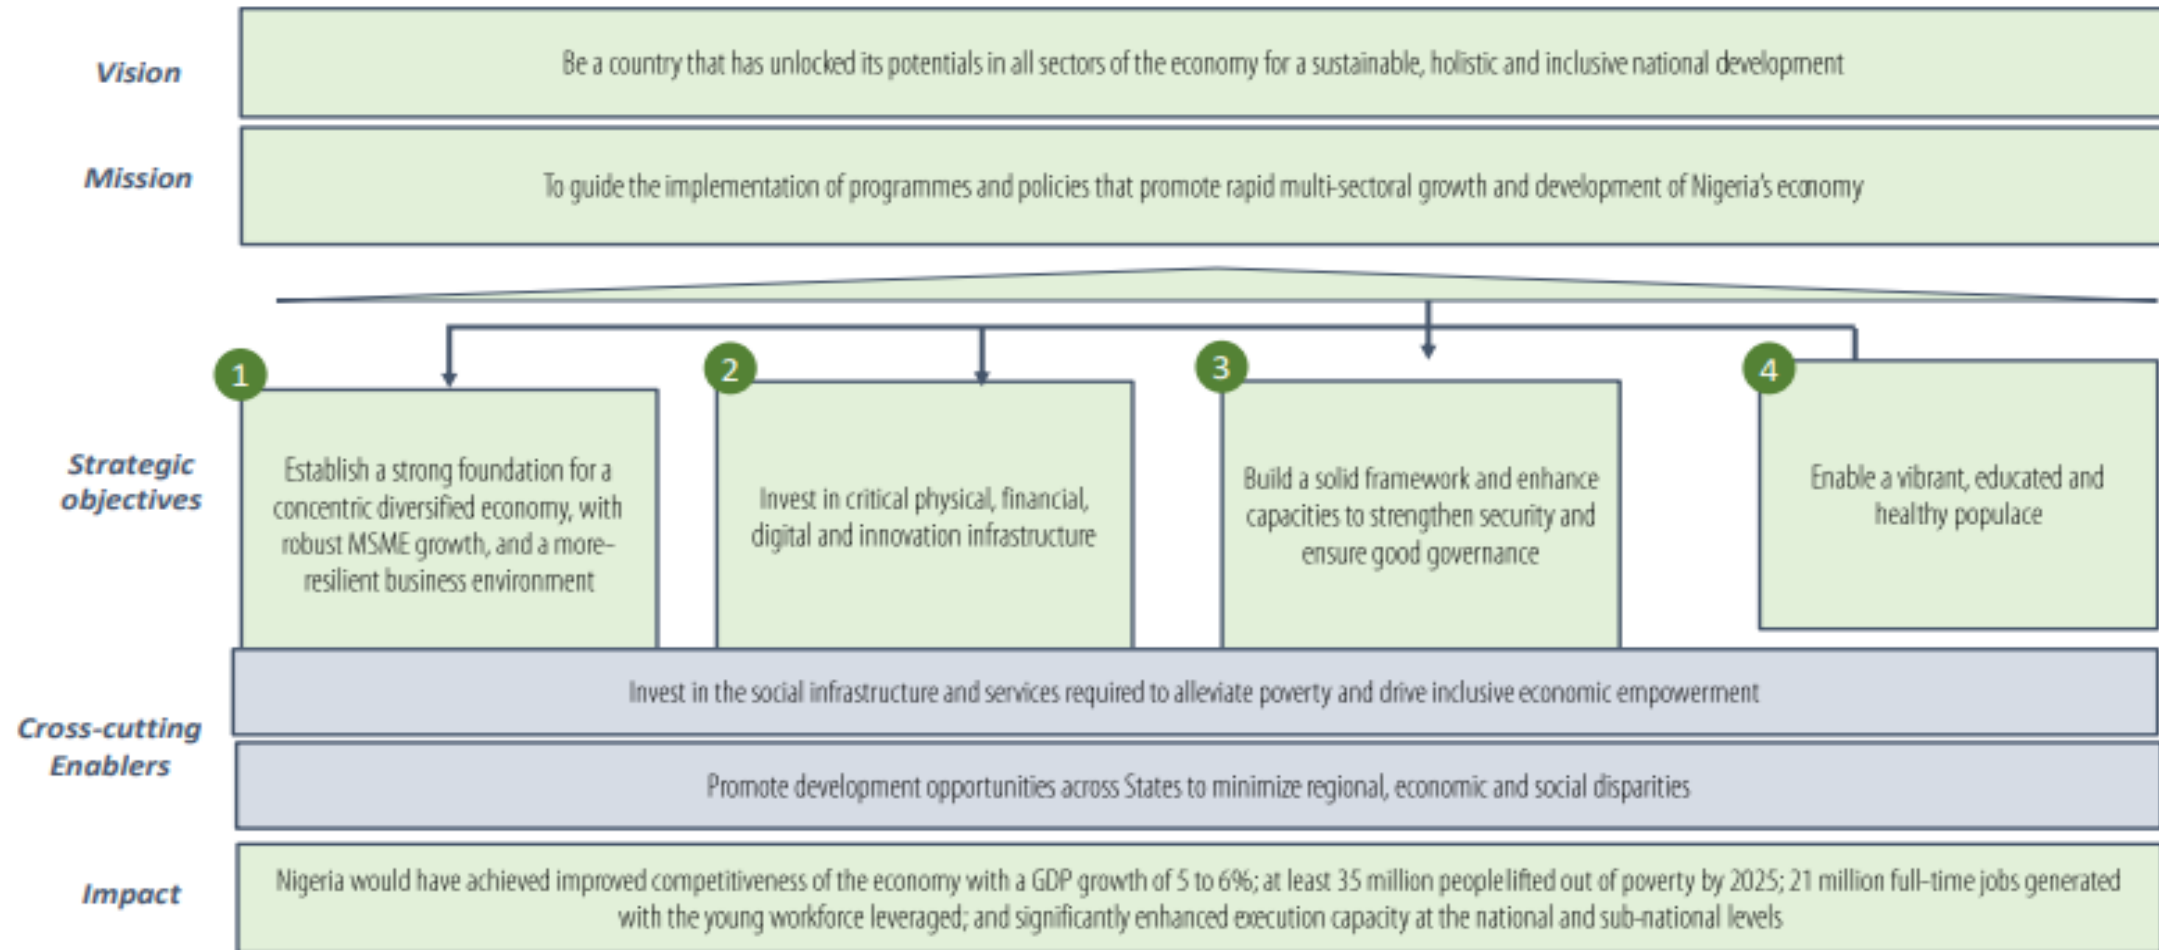 Vision
Be a country that has unlocked its potentials in all sectors of the economy for a sustainable, holistic and inclusive national development
Mission
To guide the implementation of programmes and policies that promote rapid multi-sectoral growth and development of Nigeria's economy
Strategic
objectives
1
Establish a strong foundation for a
concentric diversified economy, with
robust MSME growth, and a more-
resilient business environment
2
Invest in critical physical, financial,
digital and innovation infrastructure
3
Build a solid framework and enhance
capacities to strengthen security and
ensure good governance
4
Enable a vibrant, educated and
healthy populace
Cross-cutting
Enablers
Invest in the social infrastructure and services required to alleviate poverty and drive inclusive economic empowerment
Promote development opportunities across States to minimize regional, economic and social disparities
Impact
Nigeria would have achieved improved competitiveness of the economy with a GDP growth of 5 to 6%; at least 35 million people lifted out of poverty by 2025; 21 million full-time jobs generated
with the young workforce leveraged; and significantly enhanced execution capacity at the national and sub-national levels